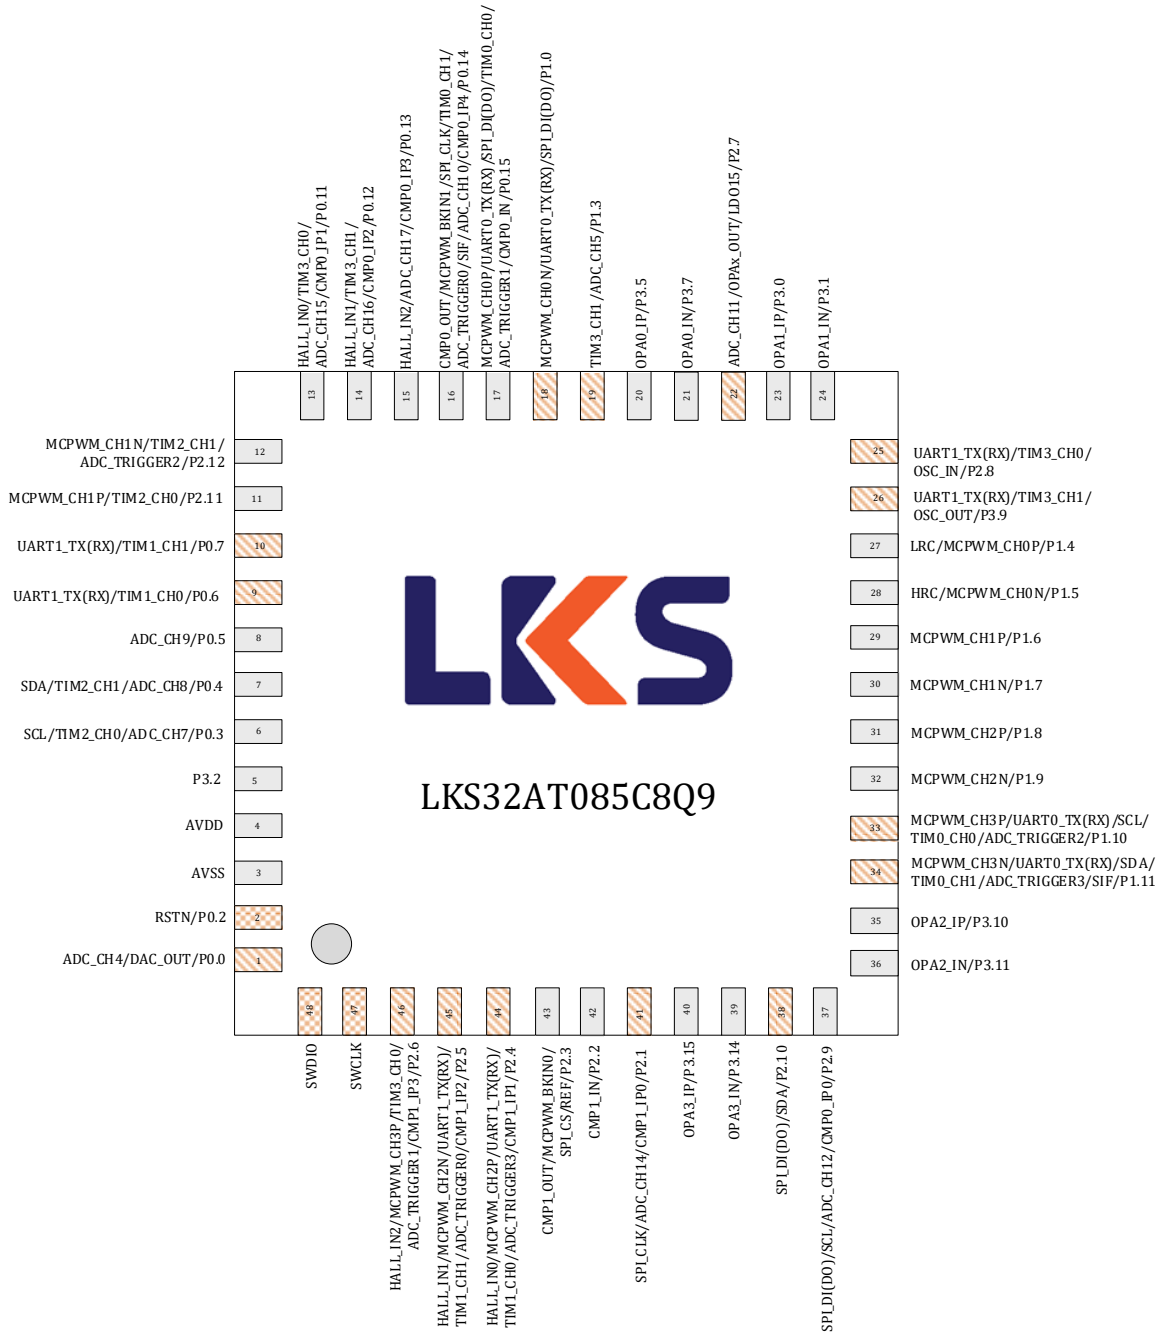 HALL_IN0/TIM3_CH0/
ADC_CH15/CMP0_IP1/P0.11
HALL_IN1/TIM3_CH1/
ADC_CH16/CMP0_IP2/P0.12
HALL_IN2/ADC_CH17/CMP0_IP3/P0.13
CMP0_OUT/MCPWM_BKIN1/SPI_CLK/TIM0_CH1/
ADC_TRIGGER0/SIF/ADC_CH10/CMP0_IP4/P0.14
MCPWM_CH0P/UART0_TX(RX)/SPI_DI(DO)/TIM0_CH0/
ADC_TRIGGER1/CMP0_IN/P0.15
MCPWM_CH0N/UART0_TX(RX)/SPI_DI(DO)/P1.0
TIM3_CH1/ADC_CH5/P1.3
OPA0_IP/P3.5
OPA0_IN/P3.7
ADC_CH11/OPAx_OUT/LDO15/P2.7
OPA1_IP/P3.0
OPA1_IN/P3.1
13
14
15
16
17
18
19
20
21
22
23
24
MCPWM_CH1N/TIM2_CH1/
ADC_TRIGGER2/P2.12
12
MCPWM_CH1P/TIM2_CH0/P2.11
11
UART1_TX(RX)/TIM1_CH1/P0.7
10
UART1_TX(RX)/TIM1_CH0/P0.6
9
ADC_CH9/P0.5
8
SDA/TIM2_CH1/ADC_CH8/P0.4
7
SCL/TIM2_CH0/ADC_CH7/P0.3
6
P3.2
5
AVDD
4
AVSS
3
RSTN/P0.2
2
ADC_CH4/DAC_OUT/P0.0
1
LKS
LKS32AT085C8Q9
25
UART1_TX(RX)/TIM3_CH0/
OSC_IN/P2.8
26
UART1_TX(RX)/TIM3_CH1/
OSC_OUT/P3.9
27
LRC/MCPWM_CH0P/P1.4
28
HRC/MCPWM_CH0N/P1.5
29
MCPWM_CH1P/P1.6
30
MCPWM_CH1N/P1.7
31
MCPWM_CH2P/P1.8
32
MCPWM_CH2N/P1.9
33
MCPWM_CH3P/UART0_TX(RX)/SCL/
TIM0_CH0/ADC_TRIGGER2/P1.10
34
MCPWM_CH3N/UART0_TX(RX)/SDA/
TIM0_CH1/ADC_TRIGGER3/SIF/P1.11
35
OPA2_IP/P3.10
36
OPA2_IN/P3.11
48
47
46
45
44
43
42
41
40
39
38
37
SWDIO
SWCLK
HALL_IN2/MCPWM_CH3P/TIM3_CH0/
ADC_TRIGGER1/CMP1_IP3/P2.6
HALL_IN1/MCPWM_CH2N/UART1_TX(RX)/
TIM1_CH1/ADC_TRIGGER0/CMP1_IP2/P2.5
HALL_IN0/MCPWM_CH2P/UART1_TX(RX)/
TIM1_CH0/ADC_TRIGGER3/CMP1_IP1/P2.4
CMP1_OUT/MCPWM_BKIN0/
SPI_CS/REF/P2.3
CMP1_IN/P2.2
SPI_CLK/ADC_CH14/CMP1_IP0/P2.1
OPA3_IP/P3.15
OPA3_IN/P3.14
SPI_DI(DO)/SDA/P2.10
SPI_DI(DO)/SCL/ADC_CH12/CMP0_IP0/P2.9